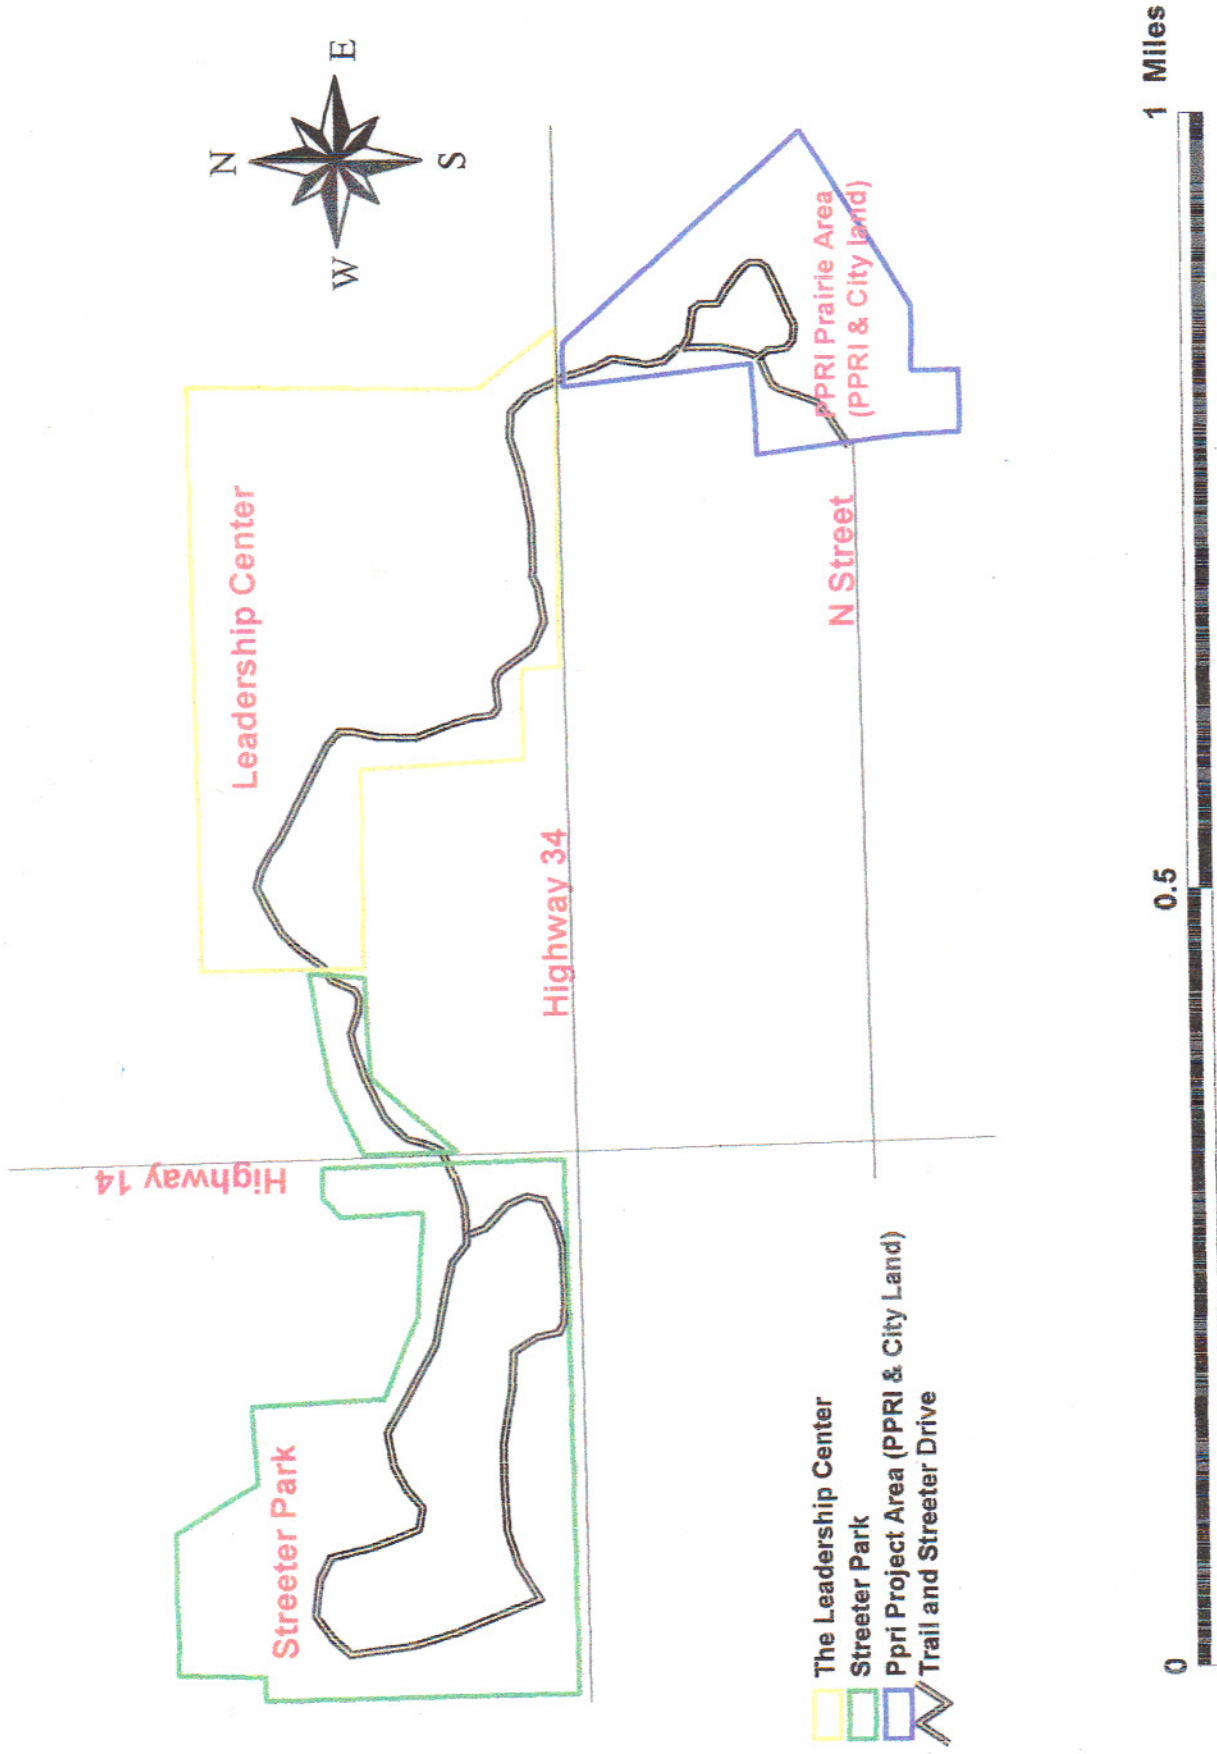 N
W
E
S
Leadership Center
Highway 14
Streeter Park
Highway 34
PPRI Prairie Area
(PPRI & City land)
N Street
The Leadership Center
Streeter Park
Ppri Project Area (PPRI & City Land)
Trail and Streeter Drive
0
0.5
1 Miles